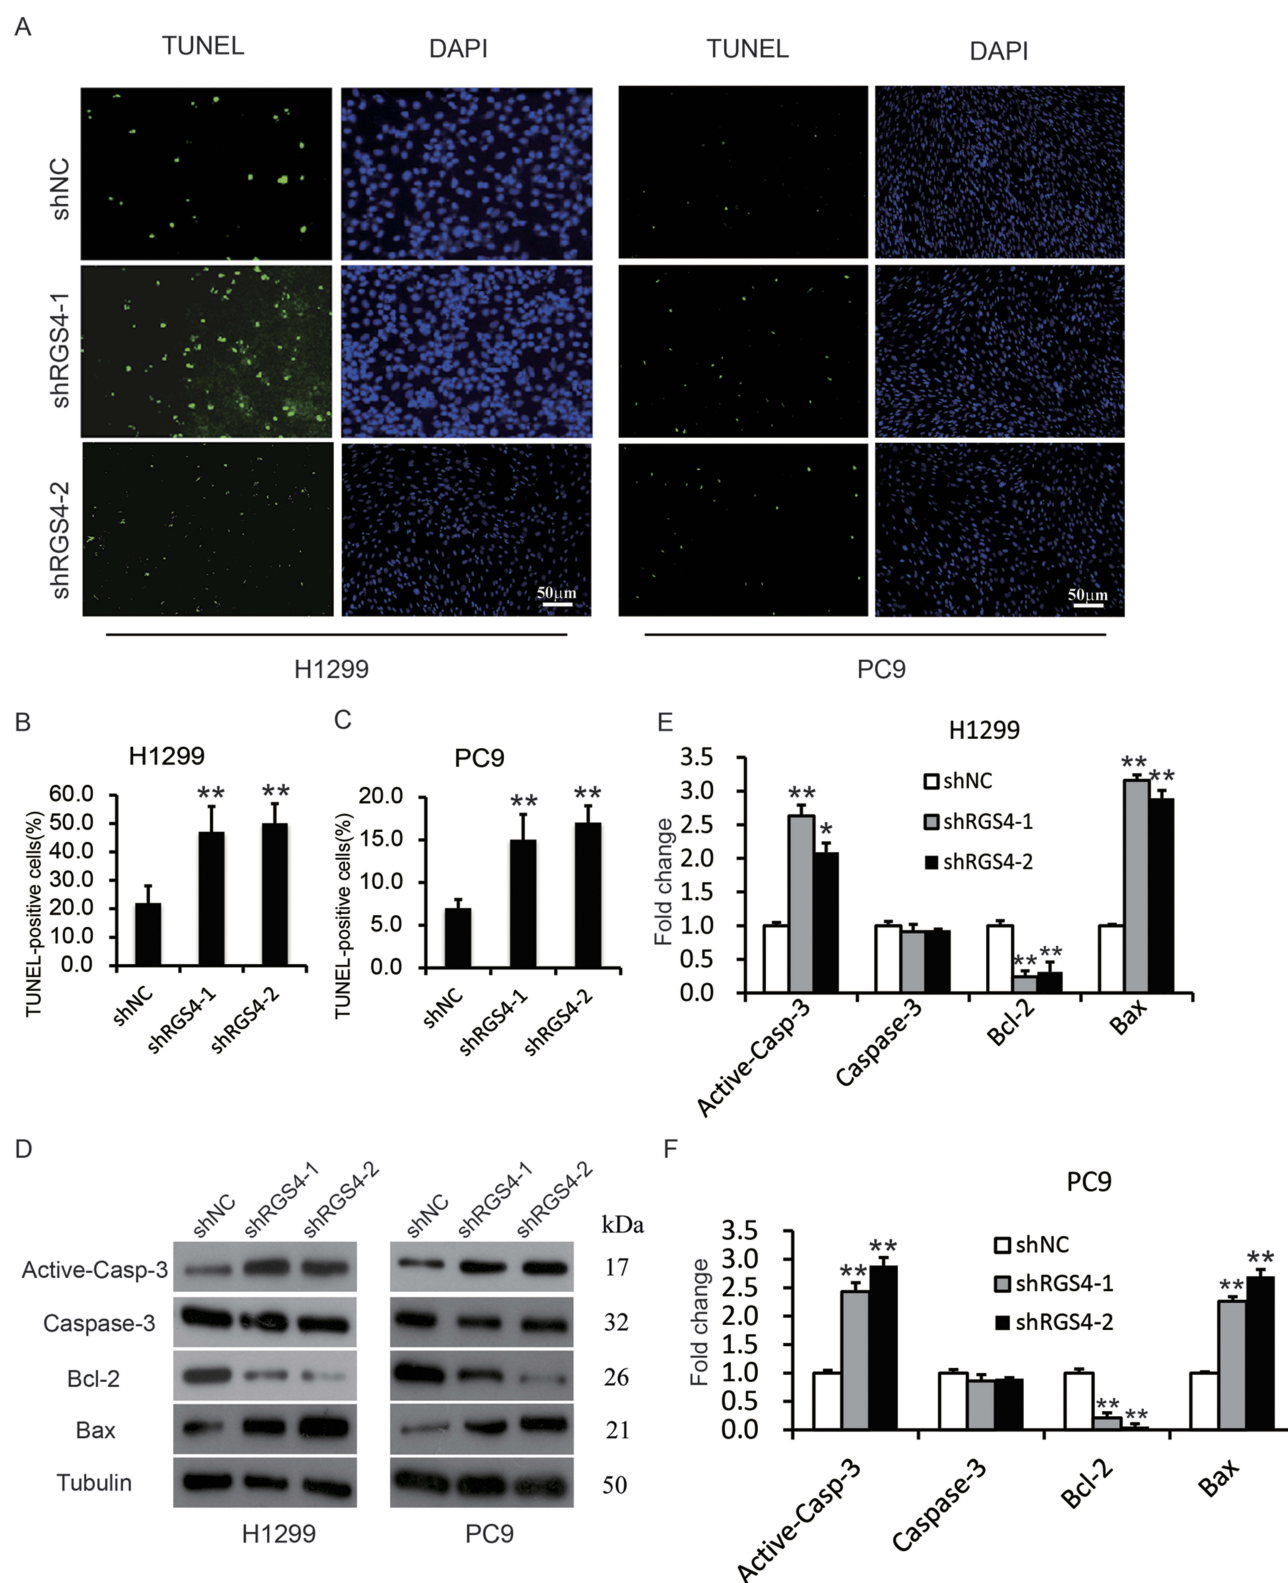 A
TUNEL DAPI TUNEL DAPI
shNC
shRGS4-1
shRGS4-2
50μm 50μm
H1299 PC9
B
H1299
TUNEL-positive cells(%)
60.0
50.0
40.0
30.0
20.0
10.0
0.0
** **
shNC shRGS4-1 shRGS4-2
C
PC9
TUNEL-positive cells(%)
20.0
15.0
10.0
5.0
0.0
** **
shNC shRGS4-1 shRGS4-2
E
H1299
Fold change
3.5
3.0
2.5
2.0
1.5
1.0
0.5
0.0
shNC
shRGS4-1
shRGS4-2
** * ** ** ** **
Active-Casp-3 Caspase-3 Bcl-2 Bax
D
shNC shRGS4-1 shRGS4-2 shNC shRGS4-1 shRGS4-2 kDa
Active-Casp-3 17
Caspase-3 32
Bcl-2 26
Bax 21
Tubulin 50
H1299 PC9
F
PC9
Fold change
3.5
3.0
2.5
2.0
1.5
1.0
0.5
0.0
shNC
shRGS4-1
shRGS4-2
** ** ** ** ** **
Active-Casp-3 Caspase-3 Bcl-2 Bax